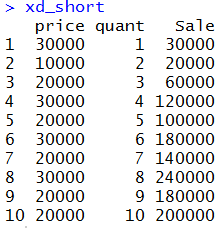 > xd_short
price quant Sale
1 30000 1 30000
2 10000 2 20000
3 20000 3 60000
4 30000 4 120000
5 20000 5 100000
6 30000 6 180000
7 20000 7 140000
8 30000 8 240000
9 20000 9 180000
10 20000 10 200000